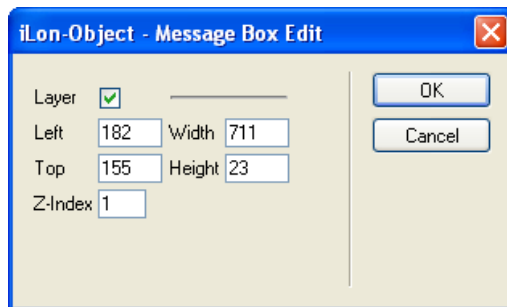 iLon-Object - Message Box Edit
Layer
OK
Left 182 Width 711
Cancel
Top 155 Height 23
Z-Index 1